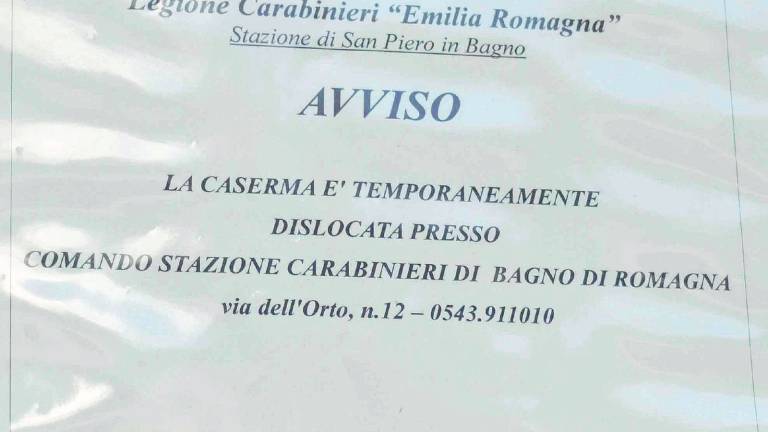 Legione Carabinieri “Emilia Romagna”
Stazione di San Piero in Bagno
AVVISO
LA CASERMA E' TEMPORANEAMENTE
DISLOCATA PRESSO
COMANDO STAZIONE CARABINIERI DI BAGNO DI ROMAGNA
via dell'Orto, n.12 – 0543.911010